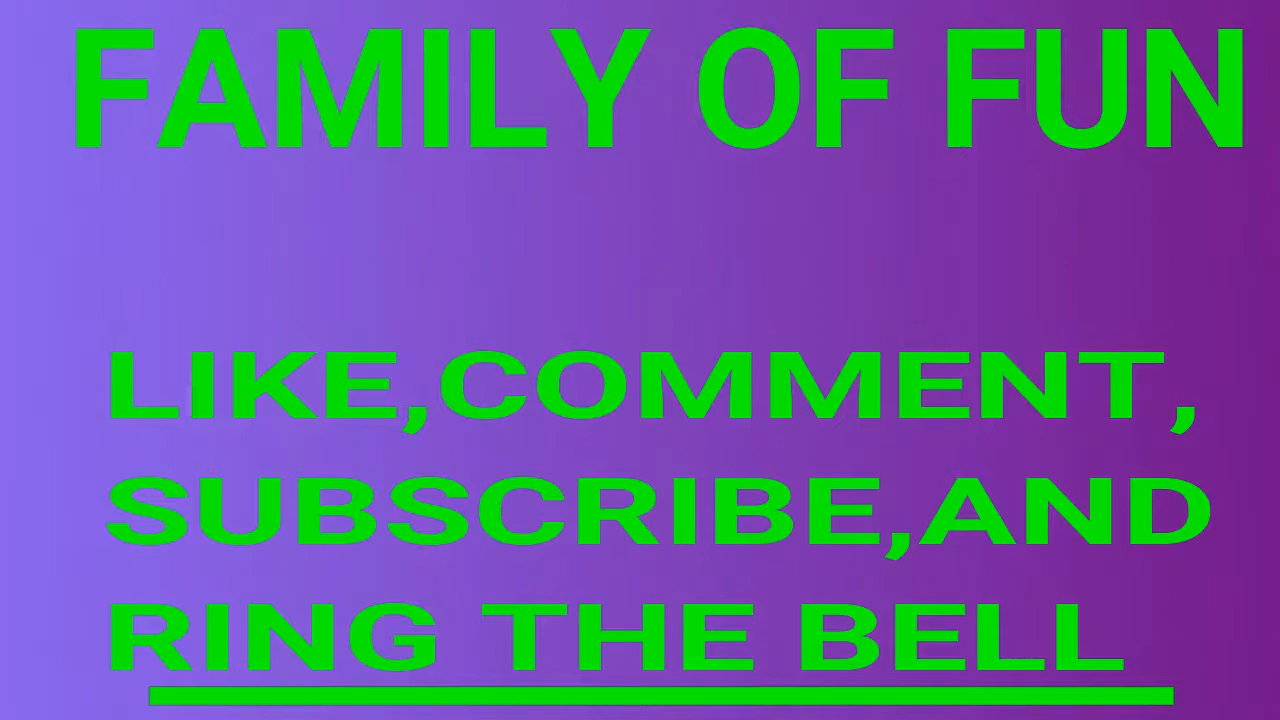 FAMILY OF FUN
LIKE,COMMENT,
SUBSCRIBE,AND
RING THE BELL